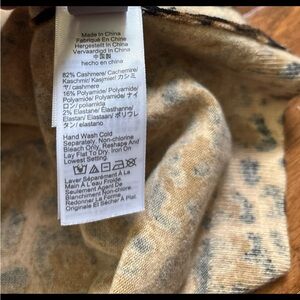 Made In China
Fabriqué En Chine
Hergestellt In China
Vervaardigd In China
中国製
hecho en china
82% Cashmere/ Cachemire/
Kaschmir/ Kasjmier/ カシミ
ヤ/ cashmere
16% Polyamide/ Polyamide/
Polyamid/ Polyamide/ ナイ
ロン/ poliamida
2% Elastane/ Élasthanne/
Elastan/ Elastaan/ ポリウレ
タン/ elastano
Hand Wash Cold
Separately. Non-chlorine
Bleach Only. Reshape And
Lay Flat To Dry. Iron On
Lowest Setting.
Laver Séparément À La
Main À L'eau Froide.
Seulement Agent De
Blanchiment Non-chlore.
Redonner La Forme
Originale Et Sécher À Plat.